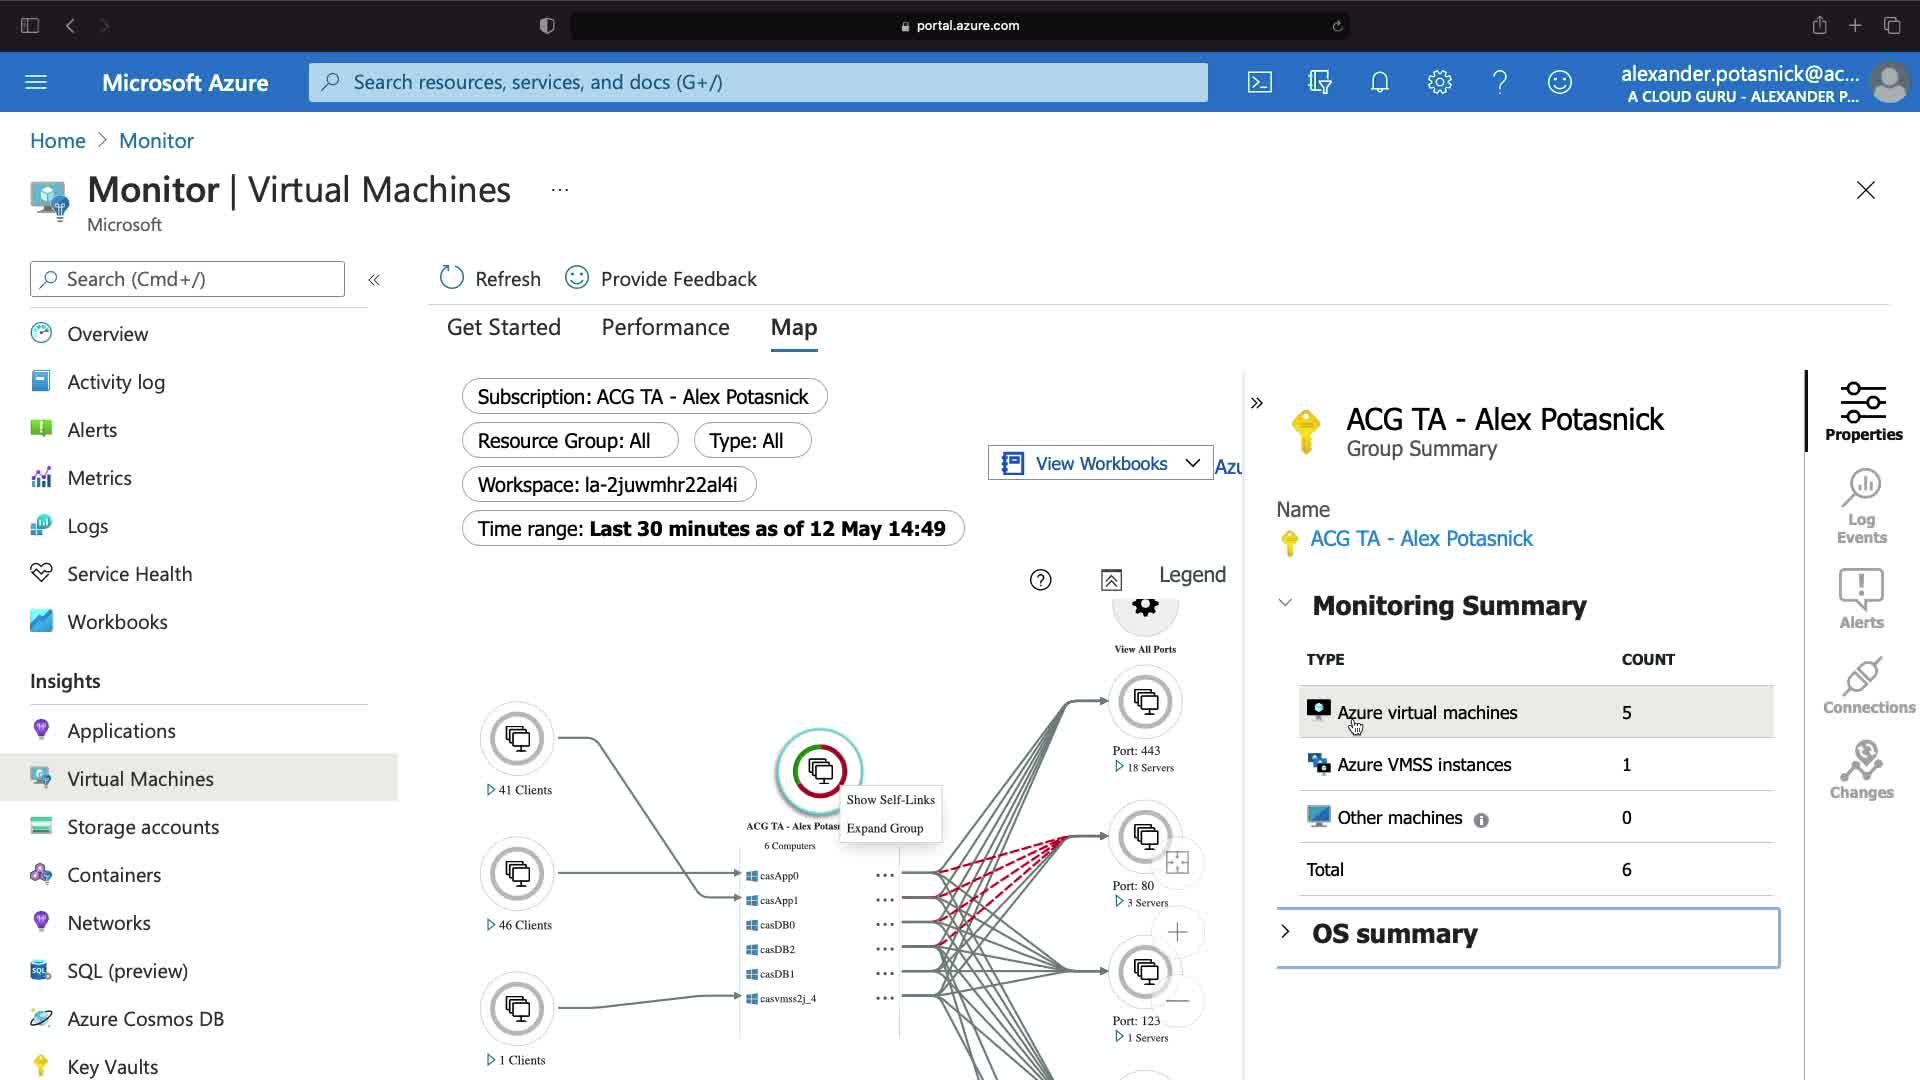 portal.azure.com
Microsoft Azure
Search resources, services, and docs (G+/)
alexander.potasnick@ac...
A CLOUD GURU - ALEXANDER P...
Home > Monitor
Monitor | Virtual Machines ...
Microsoft
Search (Cmd+/)
«
Refresh
Provide Feedback
Overview
Activity log
Alerts
Metrics
Logs
Service Health
Workbooks
Insights
Applications
Virtual Machines
Storage accounts
Containers
Networks
SQL (preview)
Azure Cosmos DB
Key Vaults
Get Started
Performance
Map
Subscription: ACG TA - Alex Potasnick
Resource Group: All
Type: All
Workspace: la-2juwmhr22al4i
Time range: Last 30 minutes as of 12 May 14:49
View Workbooks
Azu
Legend
View All Ports
41 Clients
46 Clients
1 Clients
ACG TA - Alex Potas
6 Computers
Show Self-Links
Expand Group
casApp0
casApp1
casDB0
casDB2
casDB1
casvmss2j_4
Port: 443
18 Servers
Port: 80
3 Servers
Port: 123
1 Servers
»
ACG TA - Alex Potasnick
Group Summary
Name
ACG TA - Alex Potasnick
Monitoring Summary
TYPE COUNT
Azure virtual machines 5
Azure VMSS instances 1
Other machines 0
Total 6
OS summary
Properties
Log
Events
Alerts
Connections
Changes